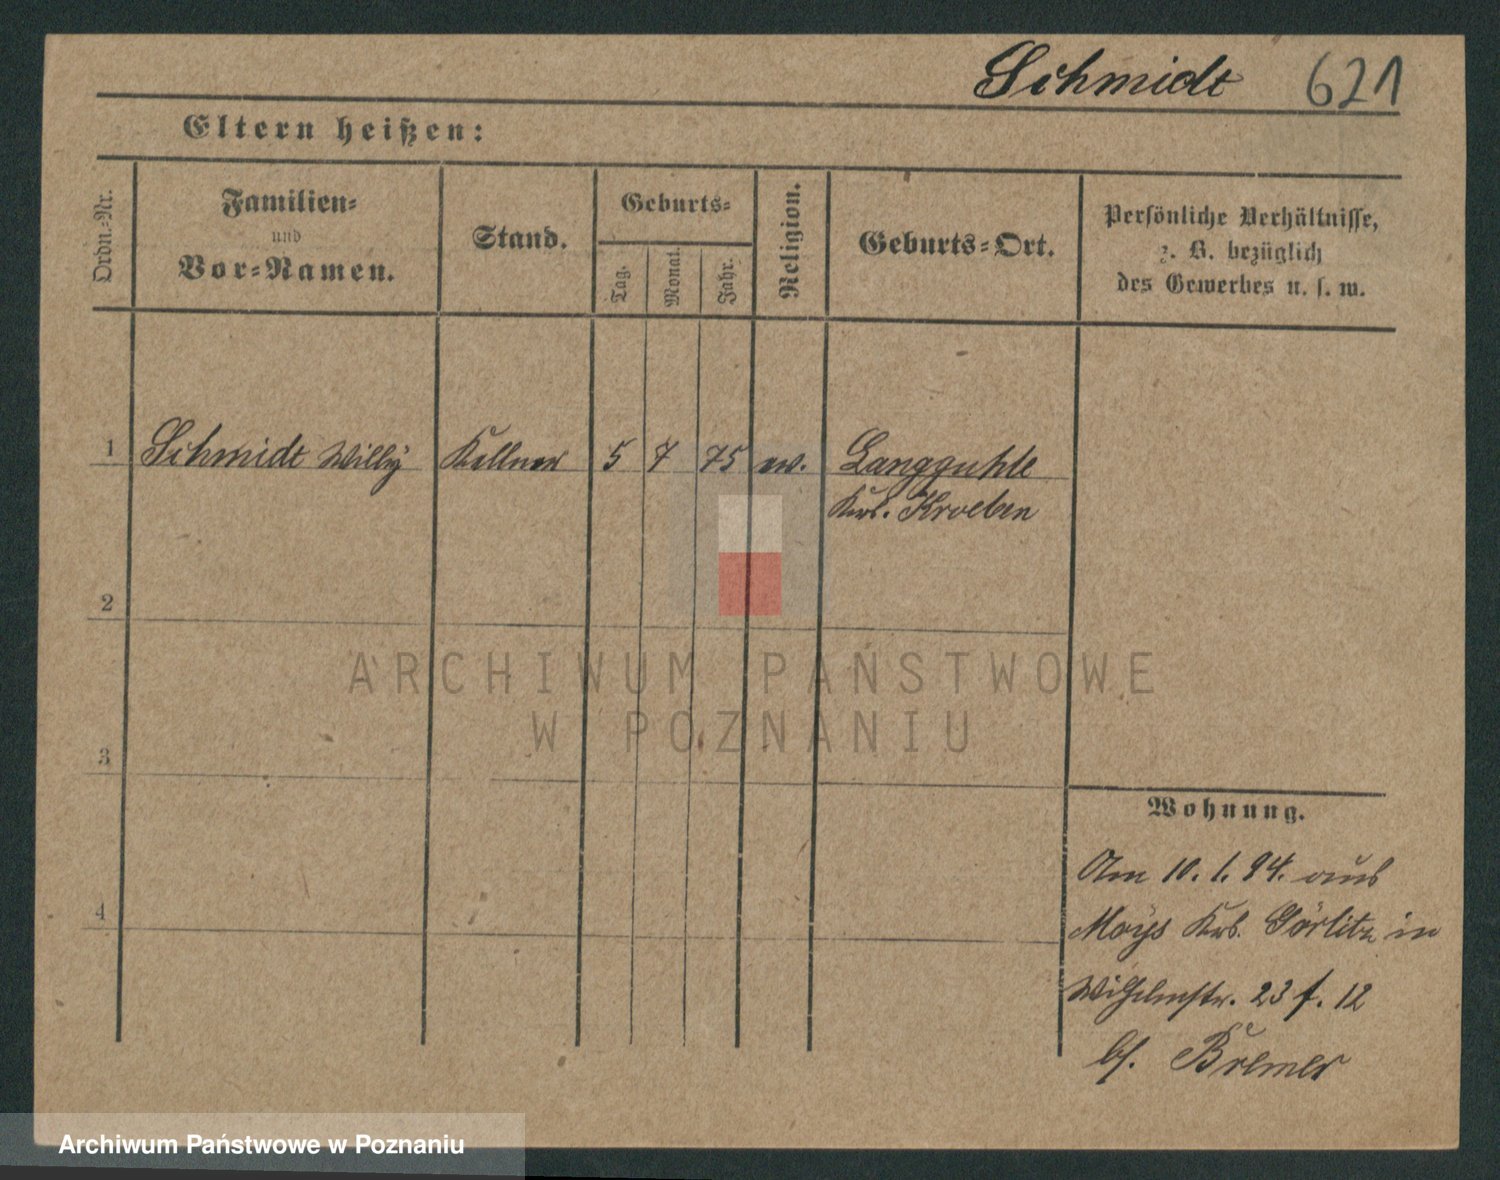 Schmidt 621
Eltern heißen:
Ordn.-Nr.
Familien-
und
Vor-Namen.
Stand.
Geburts-
Tag.
Monat.
Jahr.
Religion.
Geburts-Ort.
Persönliche Verhältnisse,
z. B. bezüglich
des Gewerbes u. s. w.
1 Schmidt Willy Kellner 5 7 75 ev. Langguhle
Krs. Kroeben
2
ARCHIWUM PAŃSTWOWE
W POZNANIU
3
Wohnung.
Am 10. 1. 94. aus
4
Moys Krs. Görlitz in
Wilhelmstr. 23 f. 12
bf. Bremer
Archiwum Państwowe w Poznaniu